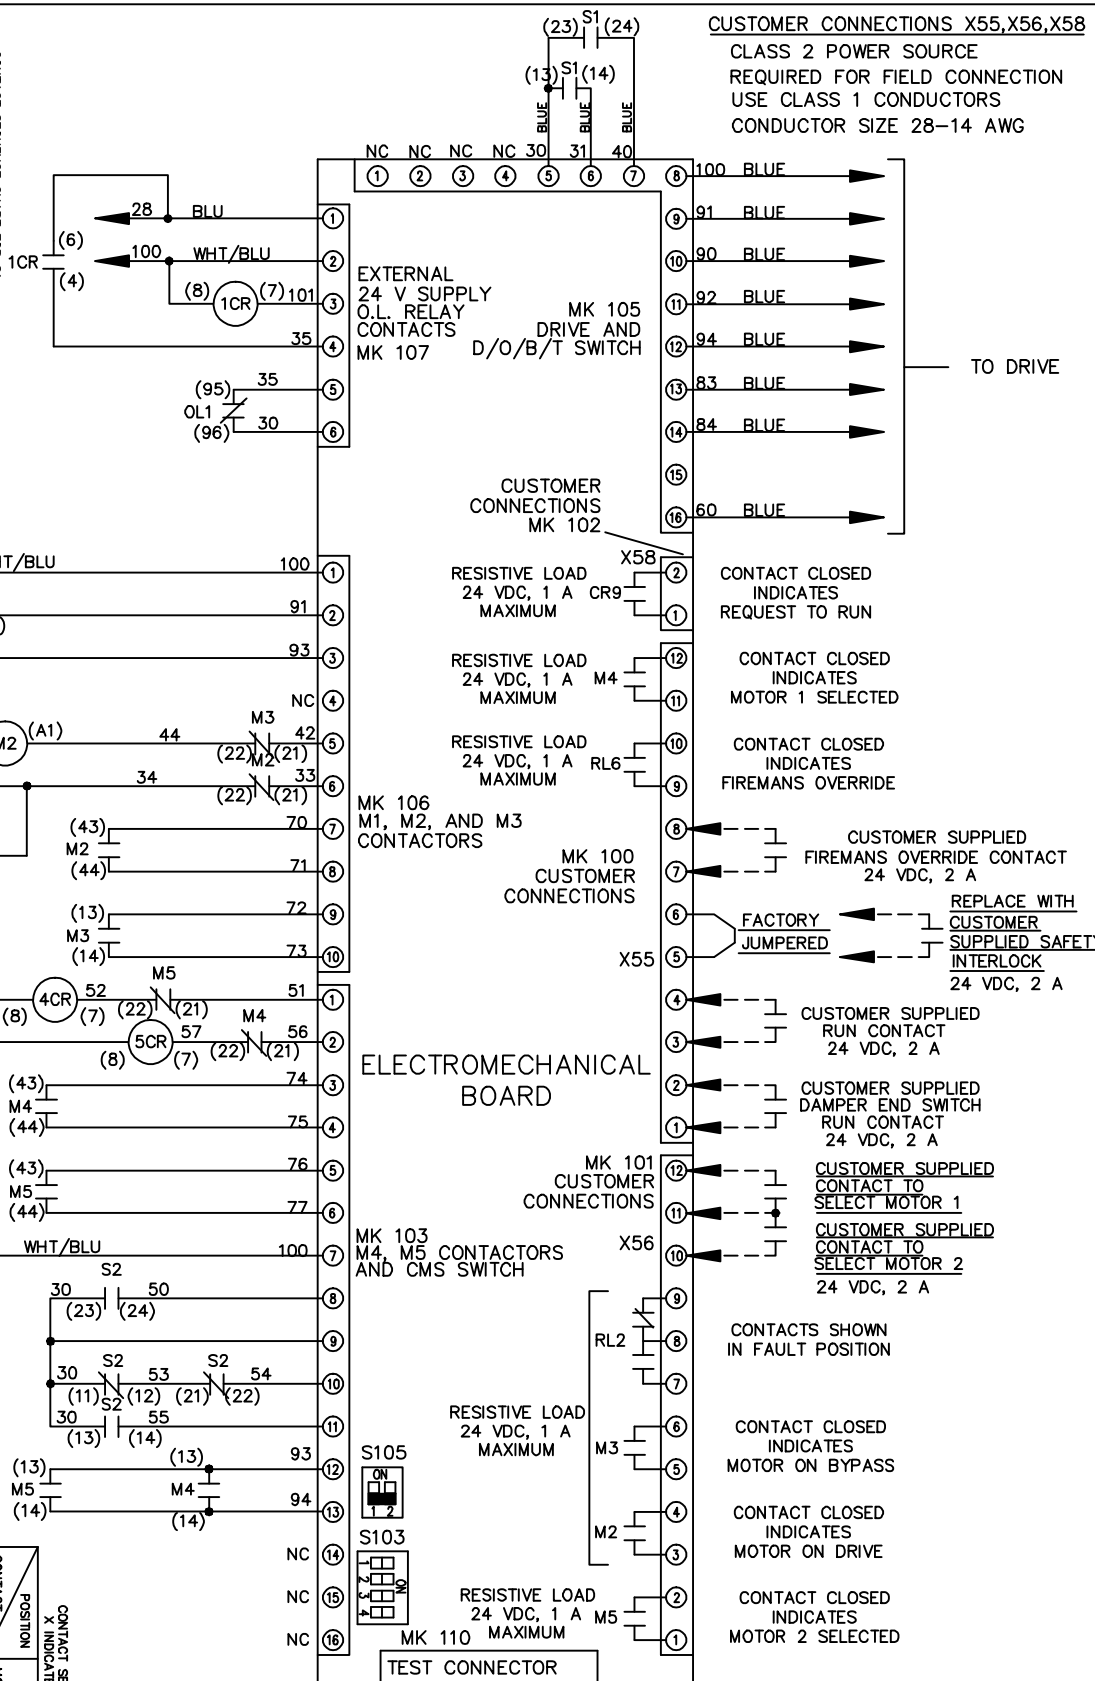 S1
(23) (24)
S1
(13) (14)
BLUE
BLUE
BLUE
CUSTOMER CONNECTIONS X55,X56,X58
CLASS 2 POWER SOURCE
REQUIRED FOR FIELD CONNECTION
USE CLASS 1 CONDUCTORS
CONDUCTOR SIZE 28-14 AWG
NC NC NC NC 30 31 40
1 2 3 4 5 6 7
8 100 BLUE
9 91 BLUE
10 90 BLUE
11 92 BLUE
12 94 BLUE
13 83 BLUE
14 84 BLUE
15
16 60 BLUE
TO DRIVE
MK 105
DRIVE AND
D/O/B/T SWITCH
28 BLU 1
100 WHT/BLU 2
1CR (6)
(4)
(8) 1CR (7) 101 3
35 4
(95) 35 5
OL1
(96) 30 6
EXTERNAL
24 V SUPPLY
O.L. RELAY
CONTACTS
MK 107
CUSTOMER
CONNECTIONS
MK 102
X58
RESISTIVE LOAD
24 VDC, 1 A CR9
MAXIMUM
2
1
CONTACT CLOSED
INDICATES
REQUEST TO RUN
RESISTIVE LOAD
24 VDC, 1 A M4
MAXIMUM
12
11
CONTACT CLOSED
INDICATES
MOTOR 1 SELECTED
RESISTIVE LOAD
24 VDC, 1 A RL6
MAXIMUM
10
9
CONTACT CLOSED
INDICATES
FIREMANS OVERRIDE
8
7
CUSTOMER SUPPLIED
FIREMANS OVERRIDE CONTACT
24 VDC, 2 A
MK 100
CUSTOMER
CONNECTIONS
X55
6
5
FACTORY
JUMPERED
REPLACE WITH
CUSTOMER
SUPPLIED SAFETY
INTERLOCK
24 VDC, 2 A
4
3
CUSTOMER SUPPLIED
RUN CONTACT
24 VDC, 2 A
2
1
CUSTOMER SUPPLIED
DAMPER END SWITCH
RUN CONTACT
24 VDC, 2 A
100 1
91 2
93 3
NC 4
(A1) 44 M3 42 5
(22) (21)
34 M2 33 6
(22) (21)
(43) 70 7
M2
(44) 71 8
(13) 72 9
M3
(14) 73 10
MK 106
M1, M2, AND M3
CONTACTORS
(8) 4CR (7) 52 M5 51 1
(22) (21)
(8) 5CR (7) 57 M4 56 2
(22) (21)
ELECTROMECHANICAL
BOARD
(43) 74 3
M4
(44) 75 4
(43) 76 5
M5
(44) 77 6
WHT/BLU 100 7
MK 103
M4, M5 CONTACTORS
AND CMS SWITCH
S2
30 50 8
(23) (24)
9
S2 S2
30 53 54 10
(11) (12) (21) (22)
S2
30 55 11
(13) (14)
(13) (13) 93 12
M5 M4
(14) (14) 94 13
NC 14
NC 15
NC 16
S105
ON
1 2
S103
1
2
3
4
ON
MK 110
TEST CONNECTOR
MK 101
CUSTOMER
CONNECTIONS
X56
12
11
10
CUSTOMER SUPPLIED
CONTACT TO
SELECT MOTOR 1
CUSTOMER SUPPLIED
CONTACT TO
SELECT MOTOR 2
24 VDC, 2 A
RL2
9
8
7
CONTACTS SHOWN
IN FAULT POSITION
RESISTIVE LOAD
24 VDC, 1 A
MAXIMUM
M3
6
5
CONTACT CLOSED
INDICATES
MOTOR ON BYPASS
M2
4
3
CONTACT CLOSED
INDICATES
MOTOR ON DRIVE
RESISTIVE LOAD
24 VDC, 1 A M5
MAXIMUM
2
1
CONTACT CLOSED
INDICATES
MOTOR 2 SELECTED
POSITION